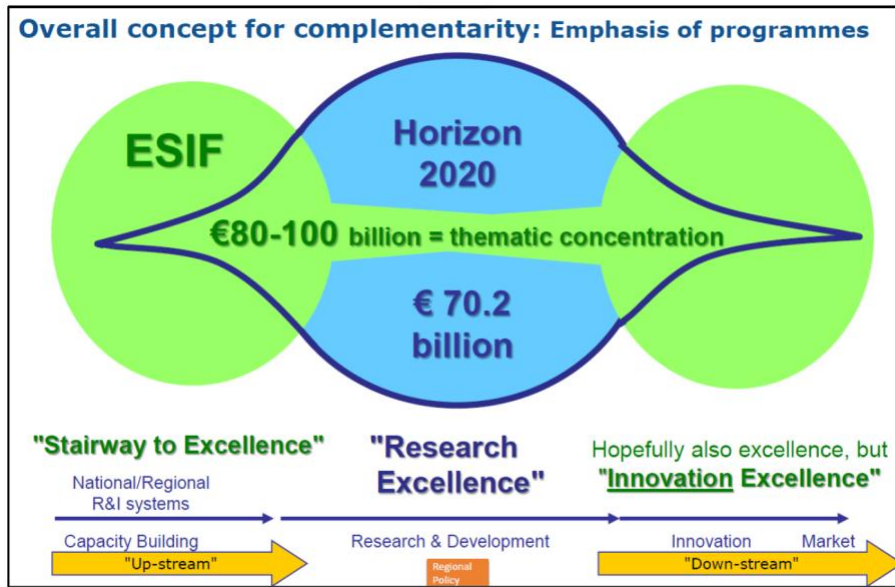 Overall concept for complementarity: Emphasis of programmes
ESIF
Horizon
2020
€80-100 billion = thematic concentration
€ 70.2
billion
"Stairway to Excellence"
"Research
Excellence"
Hopefully also excellence, but
"Innovation Excellence"
National/Regional
R&I systems
Capacity Building
Research & Development
Innovation
Market
"Up-stream"
Regional
Policy
"Down-stream"